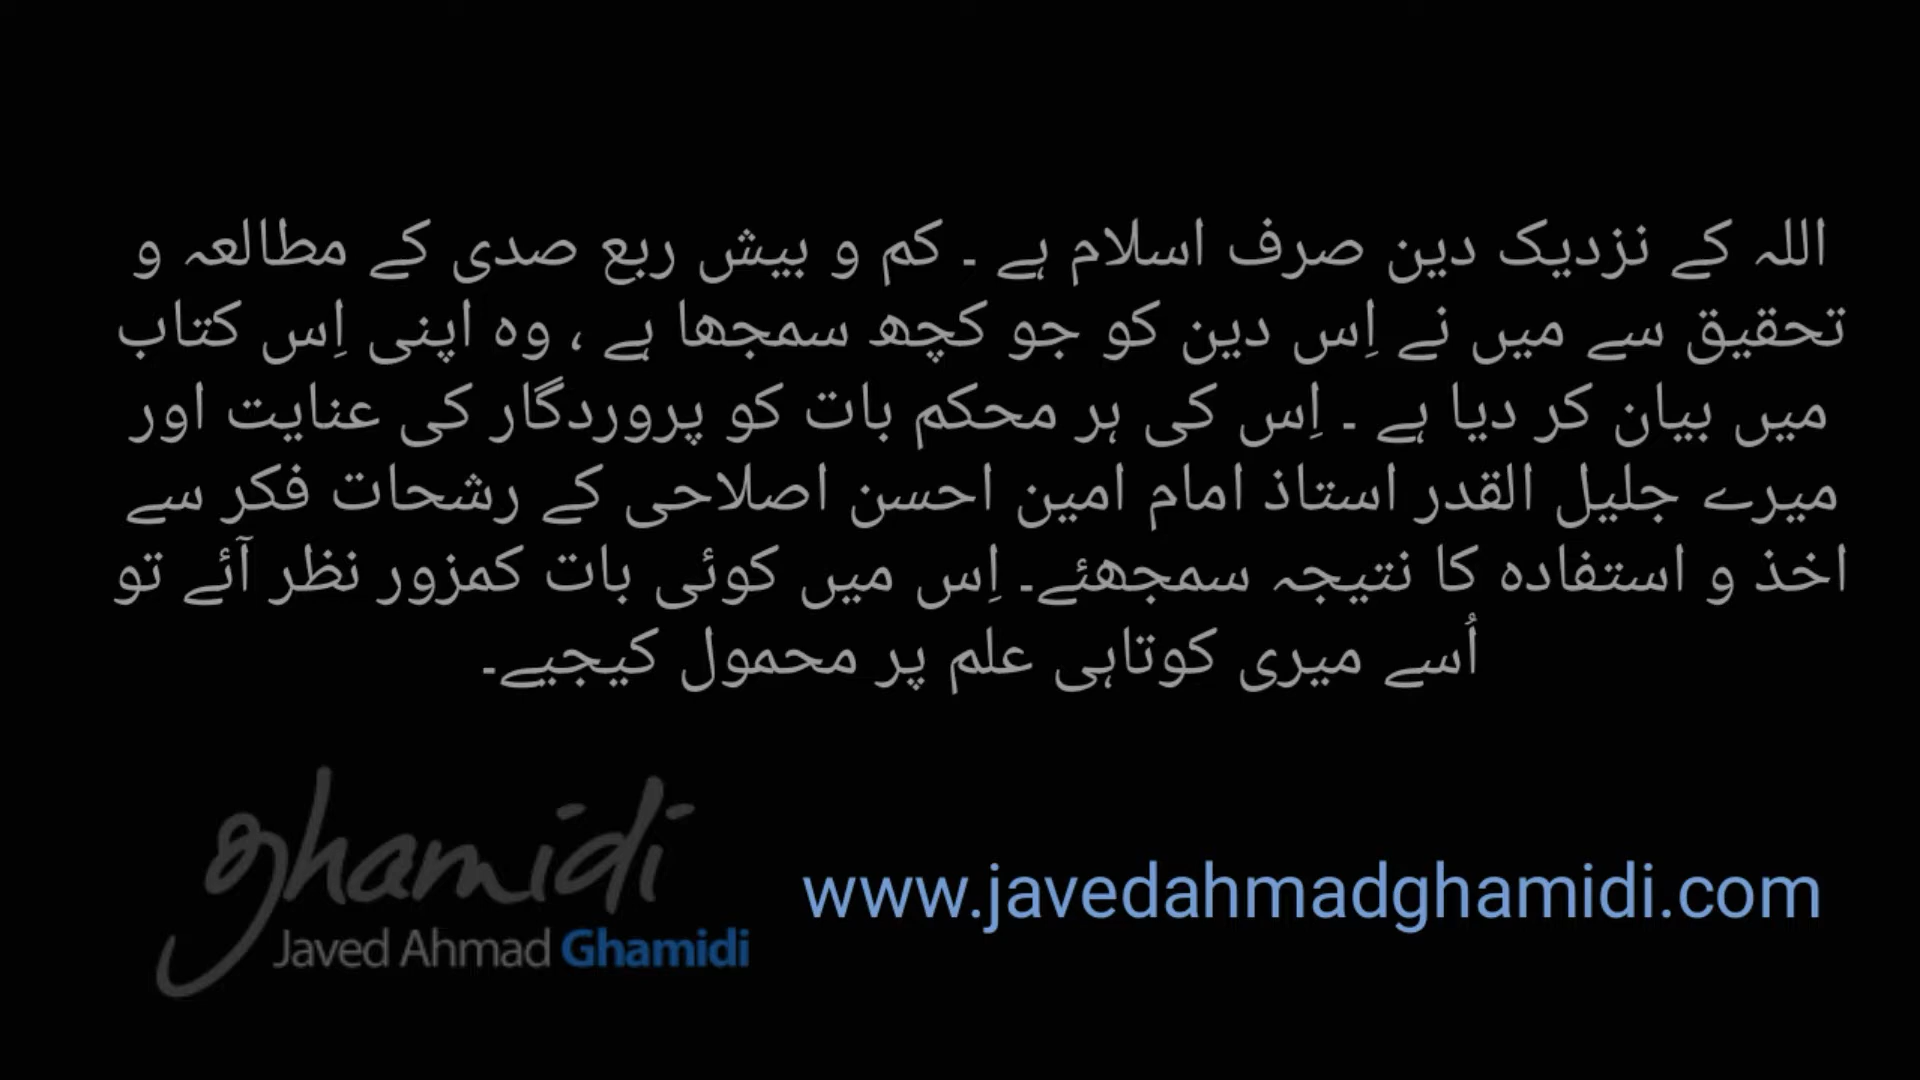 اللہ کے نزدیک دین صرف اسلام ہے ۔ کم و بیش ربع صدی کے مطالعہ و
تحقیق سے میں نے اِس دین کو جو کچھ سمجھا ہے ، وہ اپنی اِس کتاب
میں بیان کر دیا ہے ۔ اِس کی ہر محکم بات کو پروردگار کی عنایت اور
میرے جلیل القدر استاذ امام امین احسن اصلاحی کے رشحات فکر سے
اخذ و استفادہ کا نتیجہ سمجھئے۔ اِس میں کوئی بات کمزور نظر آئے تو
اُسے میری کوتاہی علم پر محمول کیجیے۔
ghamidi
Javed Ahmad Ghamidi
www.javedahmadghamidi.com